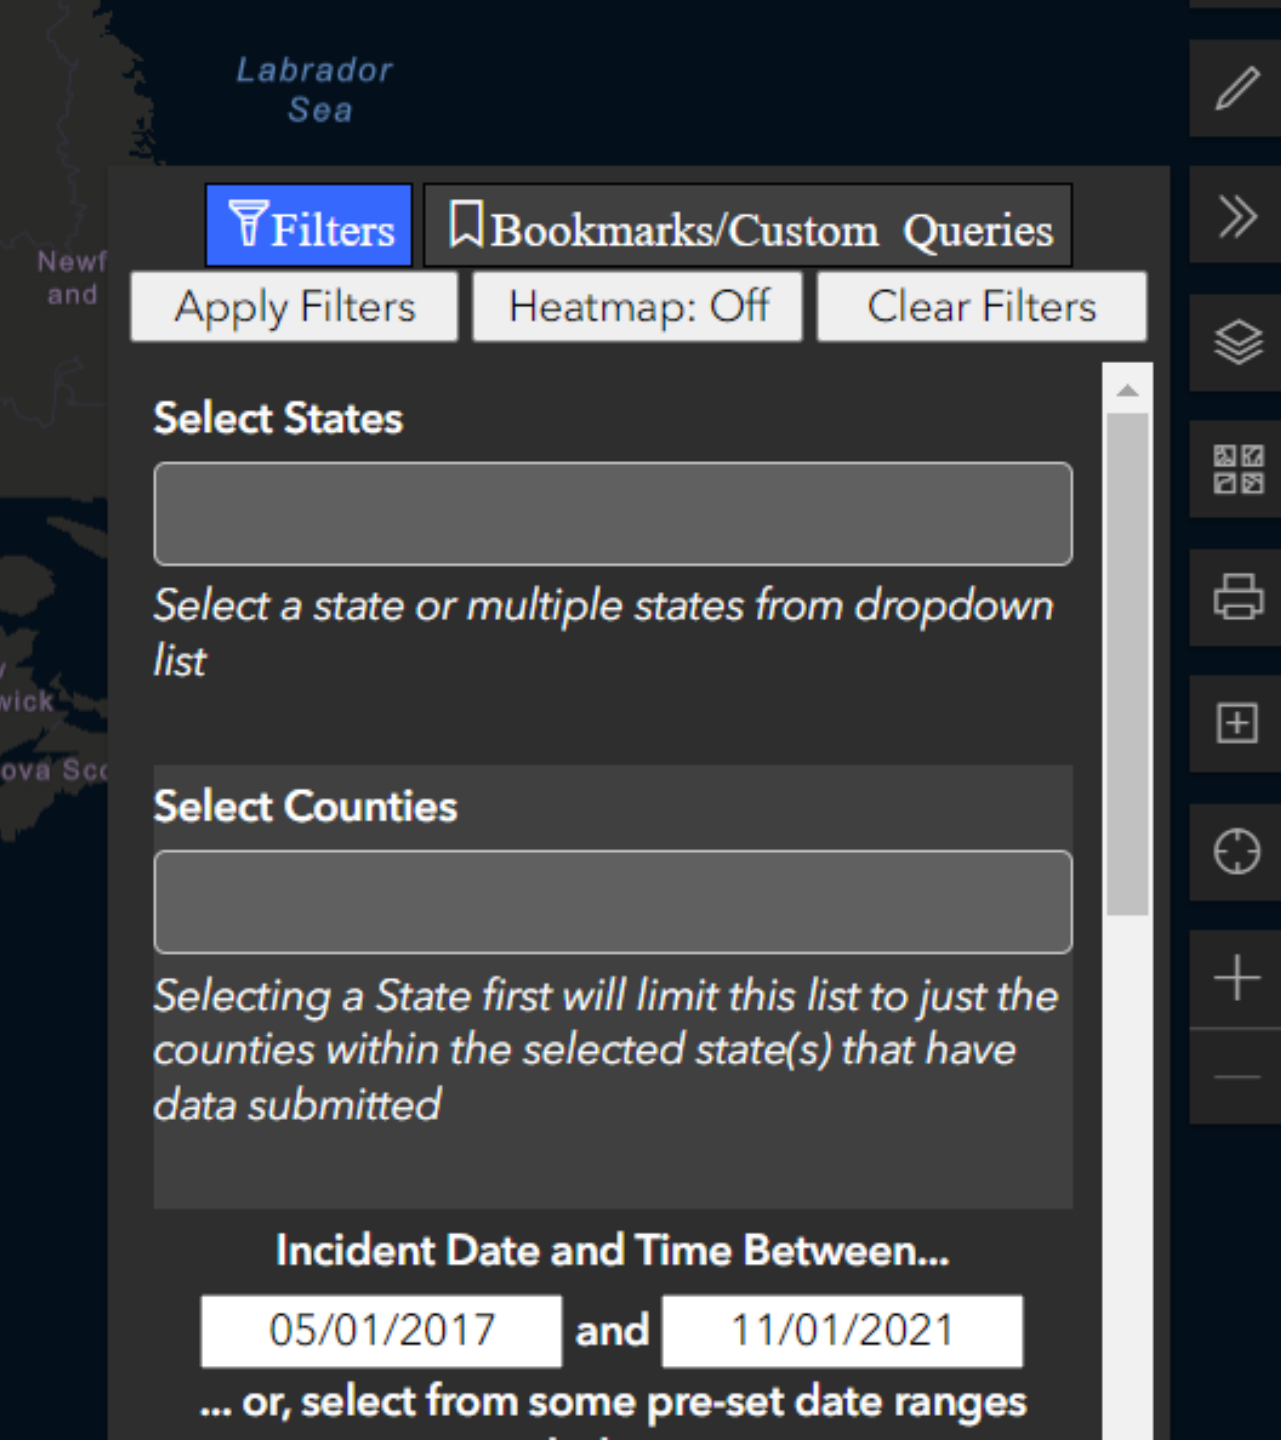 Labrador
Sea
Filters
Bookmarks/Custom Queries
Newf
and
Apply Filters
Heatmap: Off
Clear Filters
Select States
Select a state or multiple states from dropdown
list
wick
ova Sc
Select Counties
Selecting a State first will limit this list to just the
counties within the selected state(s) that have
data submitted
Incident Date and Time Between...
05/01/2017 and 11/01/2021
... or, select from some pre-set date ranges